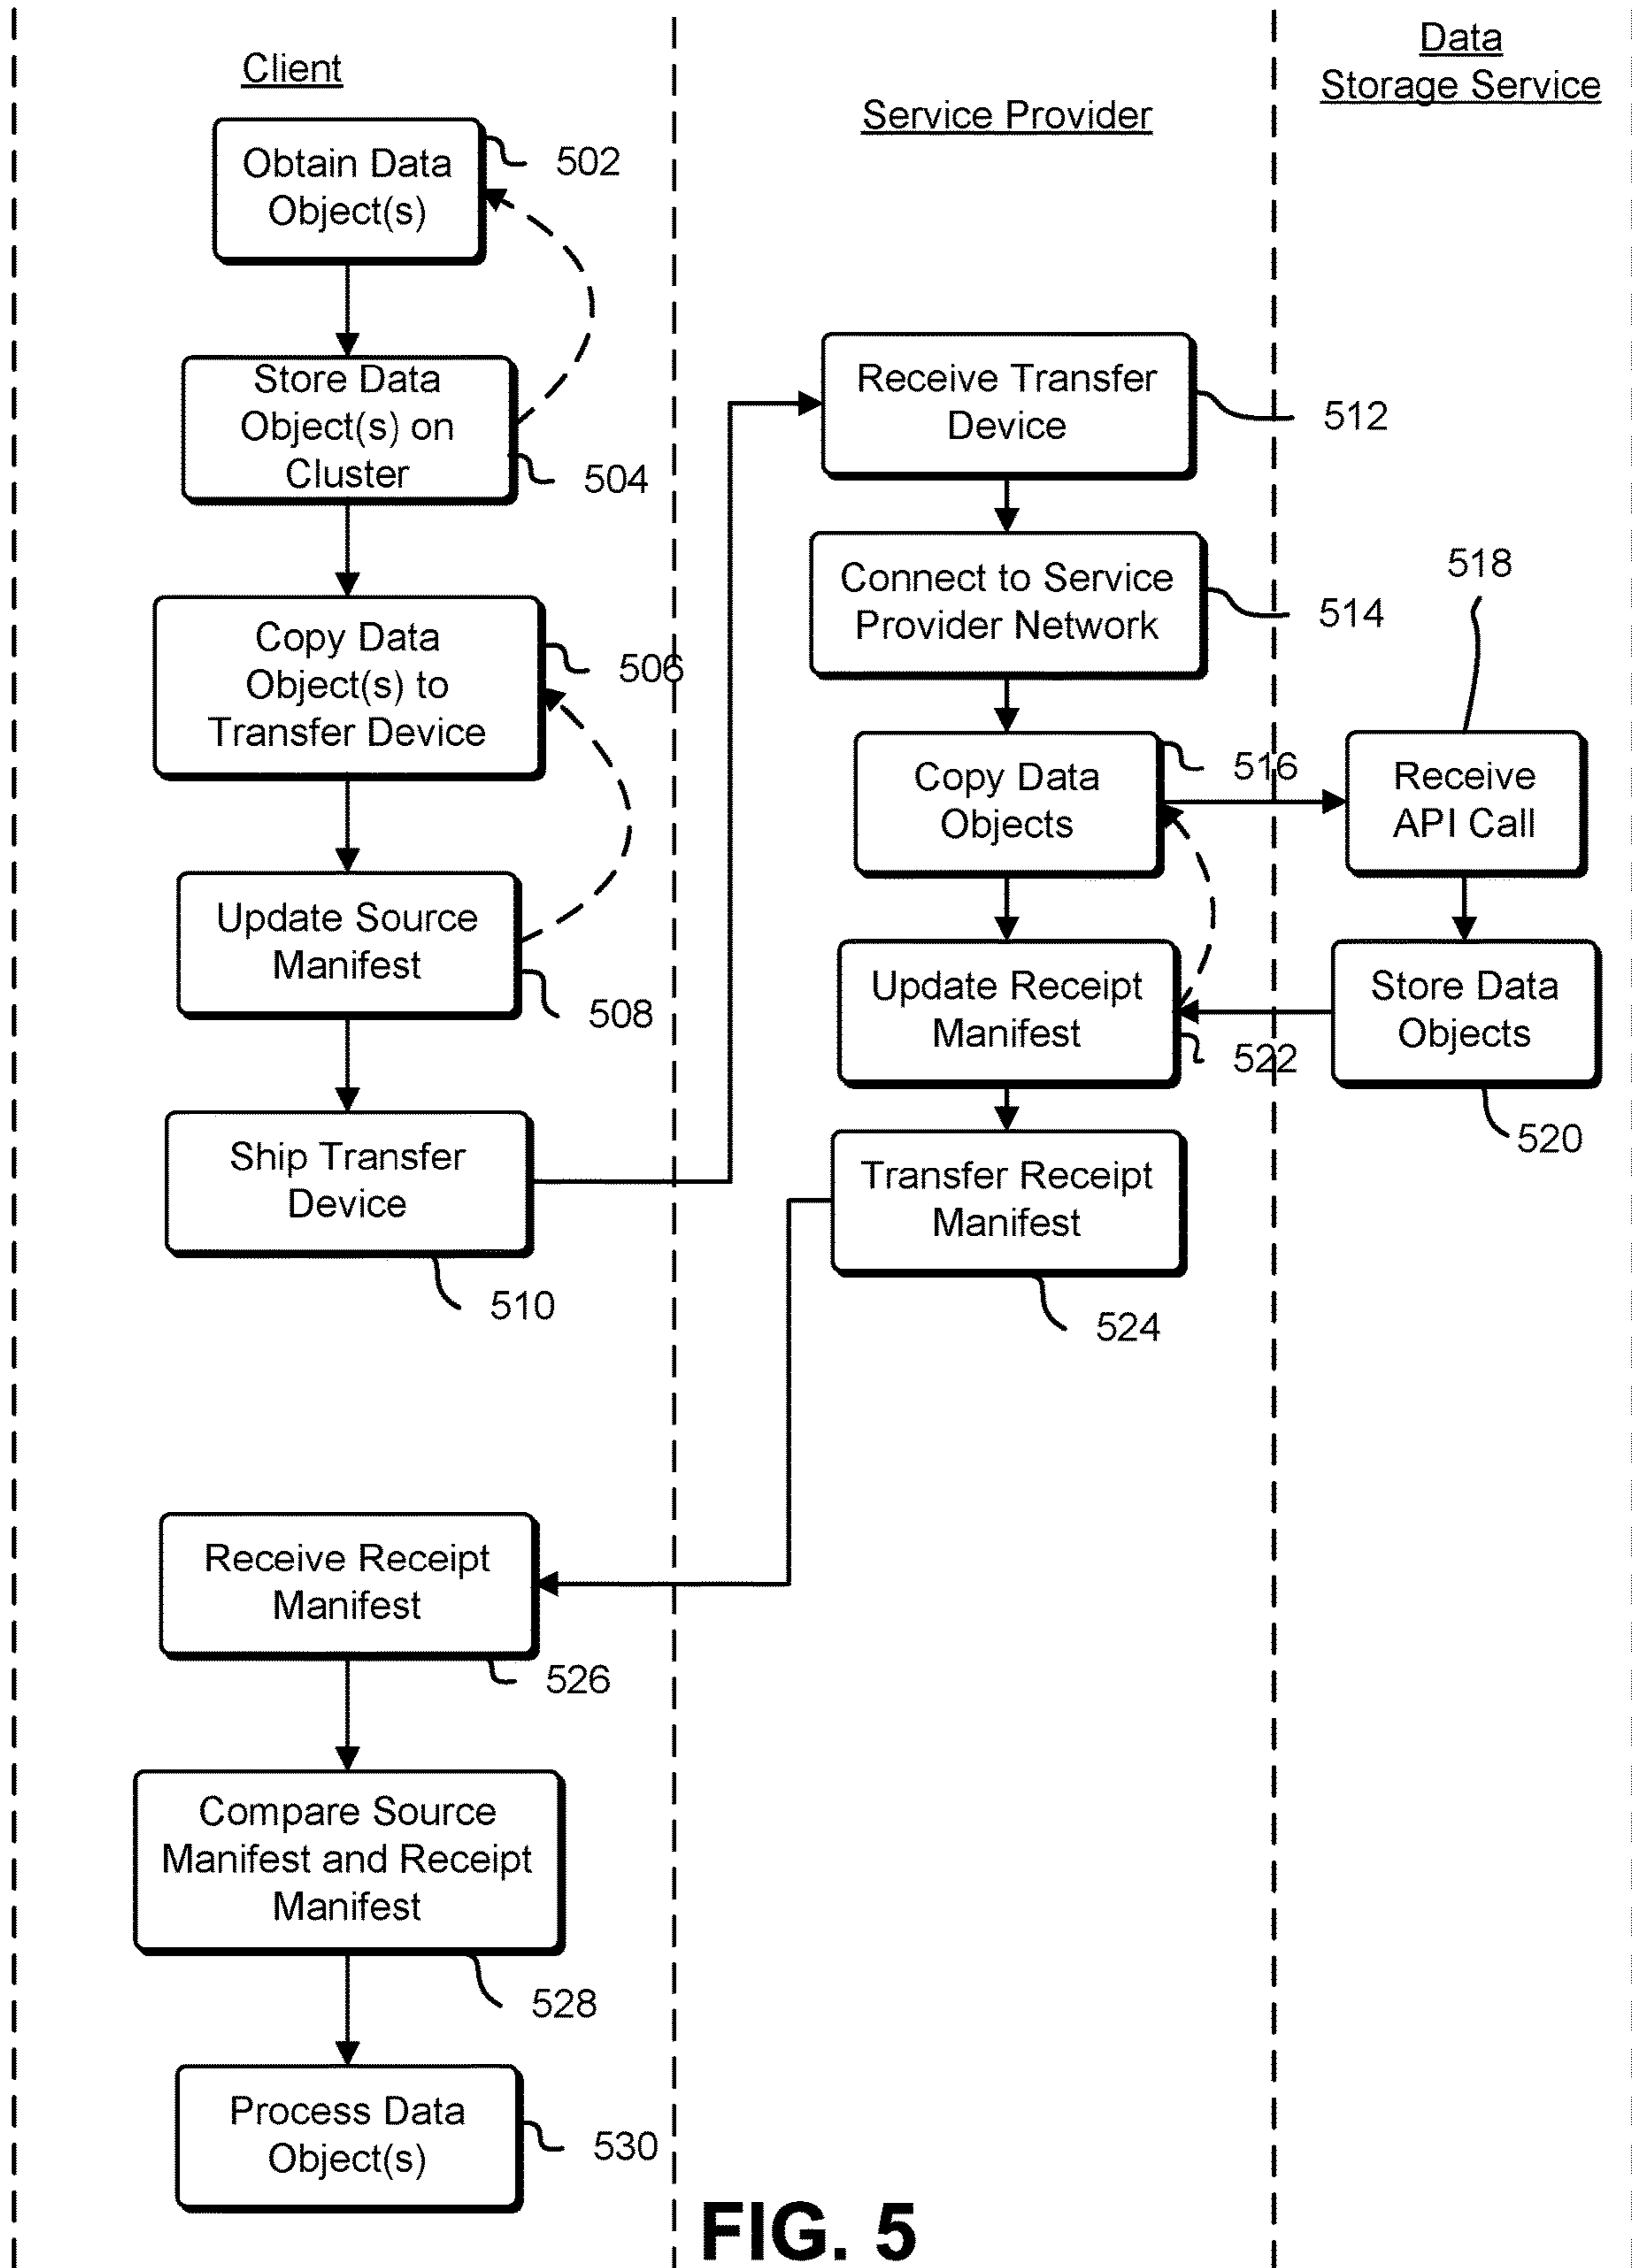 Client
Obtain Data
Object(s)
502
Store Data
Object(s) on
Cluster
504
Copy Data
Object(s) to
Transfer Device
506
Update Source
Manifest
508
Ship Transfer
Device
510
Service Provider
Receive Transfer
Device
512
Connect to Service
Provider Network
514
Copy Data
Objects
516
Data
Storage Service
518
Receive
API Call
Store Data
Objects
520
Update Receipt
Manifest
522
Transfer Receipt
Manifest
524
Receive Receipt
Manifest
526
Compare Source
Manifest and Receipt
Manifest
528
Process Data
Object(s)
530
FIG. 5